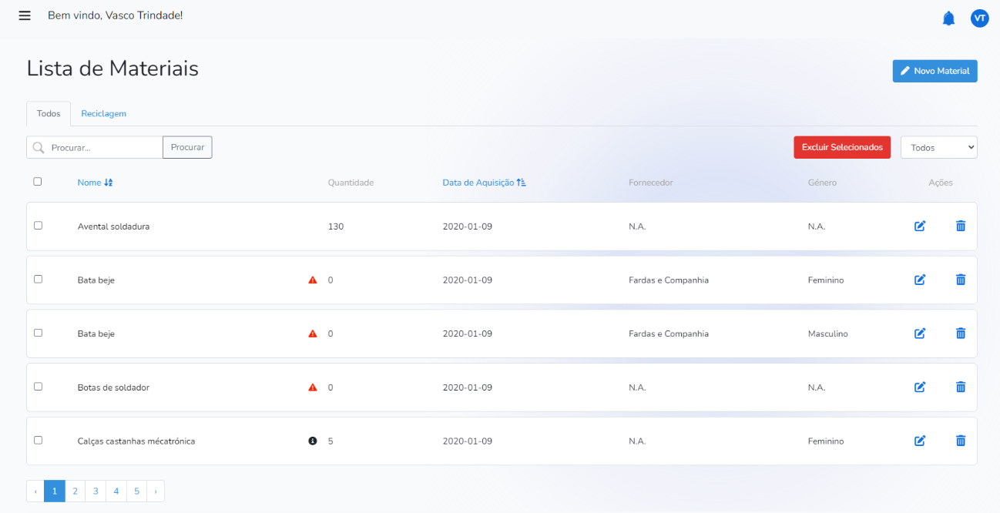 Bem vindo, Vasco Trindade!
VT
Lista de Materiais
Novo Material
Todos Reciclagem
Procurar... Procurar Excluir Selecionados Todos
Nome Quantidade Data de Aquisição Fornecedor Género Ações
Avental soldadura 130 2020-01-09 N.A. N.A.
Bata beje 0 2020-01-09 Fardas e Companhia Feminino
Bata beje 0 2020-01-09 Fardas e Companhia Masculino
Botas de soldador 0 2020-01-09 N.A. N.A.
Calças castanhas mécatrónica 5 2020-01-09 N.A. Feminino
‹ 1 2 3 4 5 ›